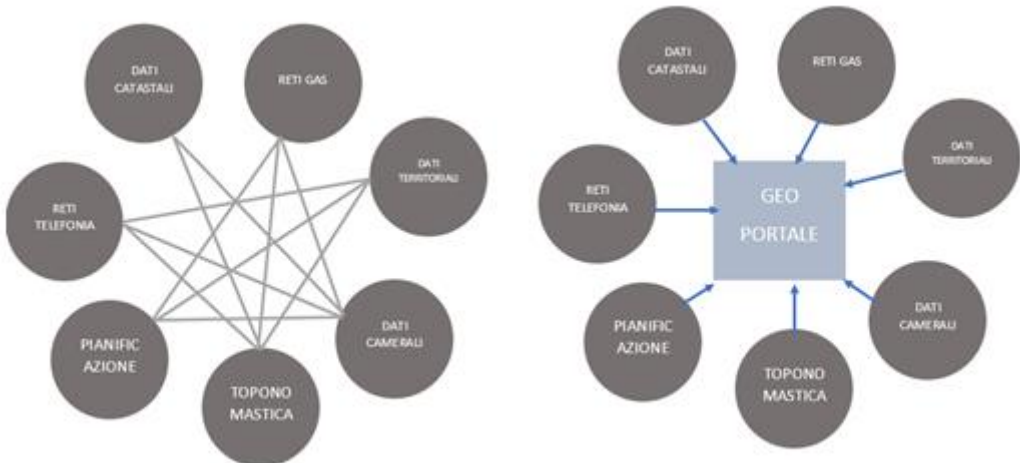 DATI
CATASTALI
RETI GAS
DATI
TERRITORIALI
RETI
TELEFONIA
PIANIFIC
AZIONE
TOPONO
MASTICA
DATI
CAMERALI
DATI
CATASTALI
RETI GAS
DATI
TERRITORIALI
RETI
TELEFONIA
GEO
PORTALE
PIANIFIC
AZIONE
TOPONO
MASTICA
DATI
CAMERALI